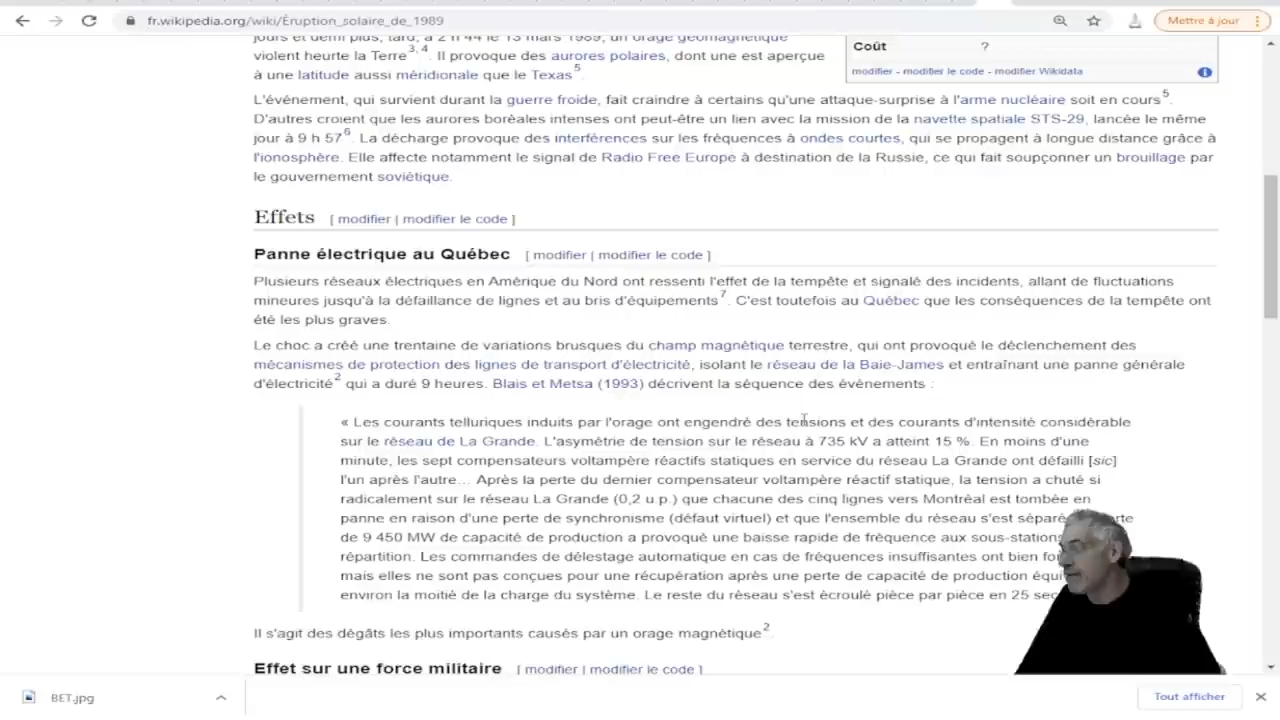 fr.wikipedia.org/wiki/Éruption_solaire_de_1989
Mettre à jour
jours et demi plus, tard, à 2 h 44 le 13 mars 1989, un orage géomagnétique
violent heurte la Terre3, 4. Il provoque des aurores polaires, dont une est aperçue
à une latitude aussi méridionale que le Texas5.
Coût ?
modifier - modifier le code - modifier Wikidata
L'événement, qui survient durant la guerre froide, fait craindre à certains qu'une attaque-surprise à l'arme nucléaire soit en cours5.
D'autres croient que les aurores boréales intenses ont peut-être un lien avec la mission de la navette spatiale STS-29, lancée le même
jour à 9 h 576. La décharge provoque des interférences sur les fréquences à ondes courtes, qui se propagent à longue distance grâce à
l'ionosphère. Elle affecte notamment le signal de Radio Free Europe à destination de la Russie, ce qui fait soupçonner un brouillage par
le gouvernement soviétique.
Effets [ modifier | modifier le code ]
Panne électrique au Québec [ modifier | modifier le code ]
Plusieurs réseaux électriques en Amérique du Nord ont ressenti l'effet de la tempête et signalé des incidents, allant de fluctuations
mineures jusqu'à la défaillance de lignes et au bris d'équipements7. C'est toutefois au Québec que les conséquences de la tempête ont
été les plus graves.
Le choc a créé une trentaine de variations brusques du champ magnétique terrestre, qui ont provoqué le déclenchement des
mécanismes de protection des lignes de transport d'électricité, isolant le réseau de la Baie-James et entraînant une panne générale
d'électricité2 qui a duré 9 heures. Blais et Metsa (1993) décrivent la séquence des événements :
« Les courants telluriques induits par l'orage ont engendré des tensions et des courants d'intensité considérable
sur le réseau de La Grande. L'asymétrie de tension sur le réseau à 735 kV a atteint 15 %. En moins d'une
minute, les sept compensateurs voltampère réactifs statiques en service du réseau La Grande ont défailli [sic]
l'un après l'autre... Après la perte du dernier compensateur voltampère réactif statique, la tension a chuté si
radicalement sur le réseau La Grande (0,2 u.p.) que chacune des cinq lignes vers Montréal est tombée en
panne en raison d'une perte de synchronisme (défaut virtuel) et que l'ensemble du réseau s'est séparé
de 9 450 MW de capacité de production a provoqué une baisse rapide de fréquence aux sous-stations
répartition. Les commandes de délestage automatique en cas de fréquences insuffisantes ont bien
mais elles ne sont pas conçues pour une récupération après une perte de capacité de production
environ la moitié de la charge du système. Le reste du réseau s'est écroulé pièce par pièce en 25
Il s'agit des dégâts les plus importants causés par un orage magnétique2.
Effet sur une force militaire [ modifier | modifier le code ]
BET.jpg
Tout afficher